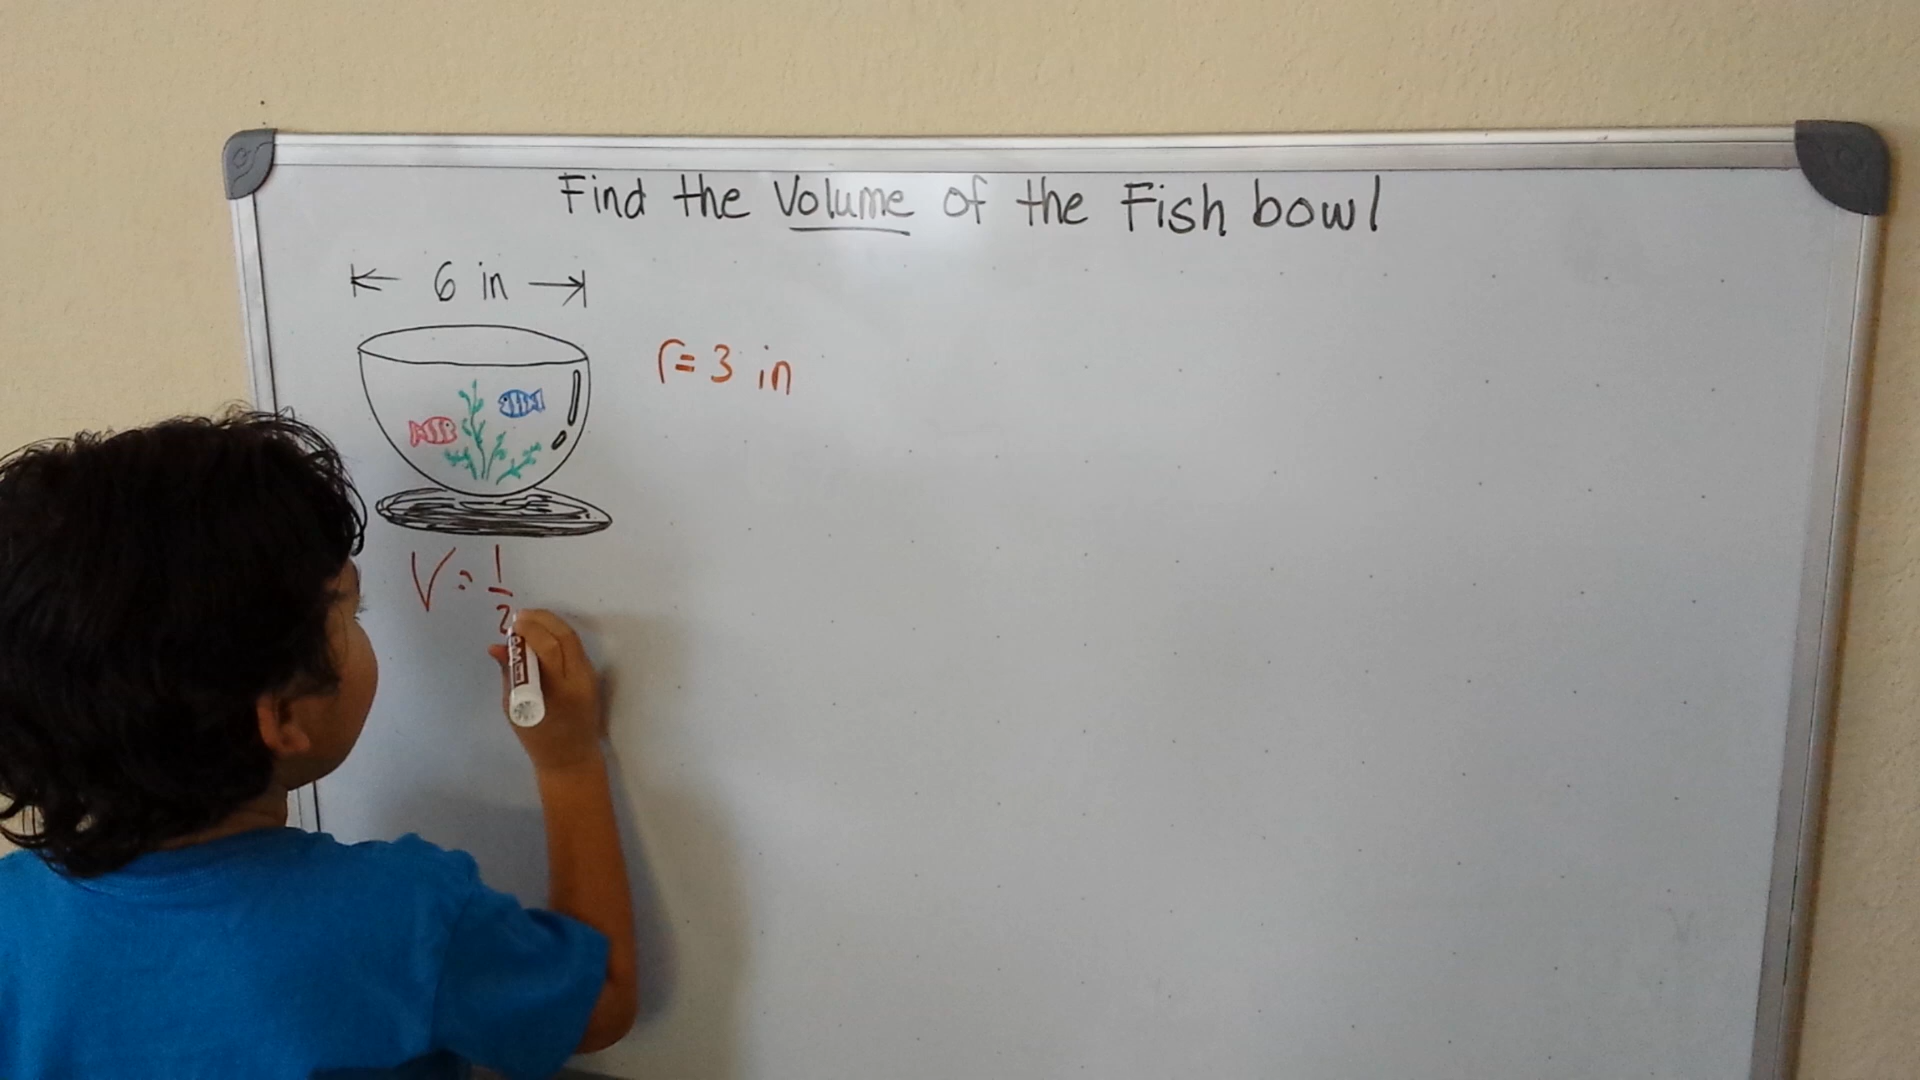 Find the Volume of the Fish bowl
6 in
r = 3 in
V = 1/2